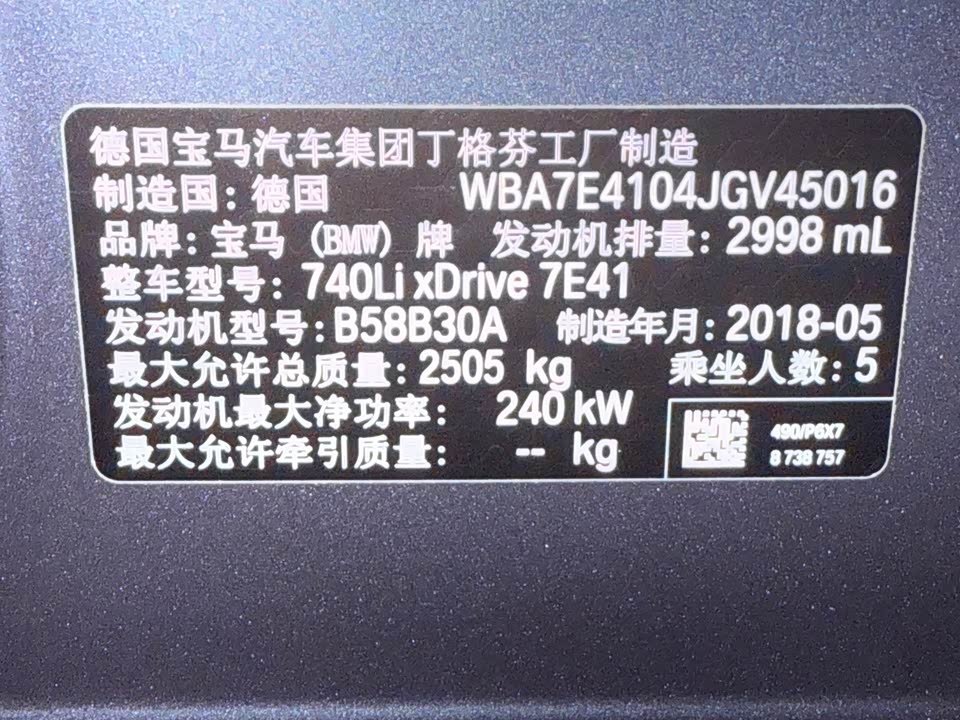 德国宝马汽车集团丁格芬工厂制造
制造国：德国 WBA7E4104JGV45016
品牌：宝马 (BMW) 牌 发动机排量：2998 mL
整车型号：740Li xDrive 7E41
发动机型号：B58B30A 制造年月：2018-05
最大允许总质量：2505 kg 乘坐人数：5
发动机最大净功率： 240 kW
最大允许牵引质量： -- kg
490/P6X7
8 738 757